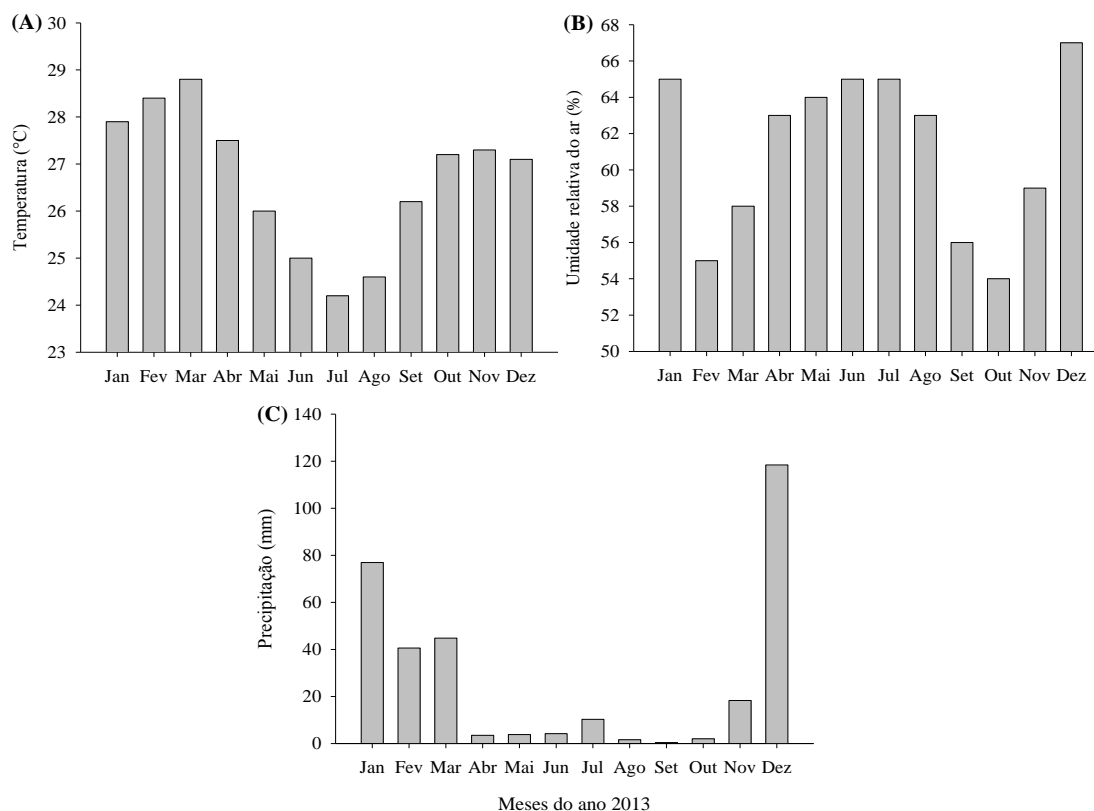 (A)
30
29
28
27
26
25
24
23
Temperatura (°C)
Jan Fev Mar Abr Mai Jun Jul Ago Set Out Nov Dez
(B)
68
66
64
62
60
58
56
54
52
50
Umidade relativa do ar (%)
Jan Fev Mar Abr Mai Jun Jul Ago Set Out Nov Dez
(C)
140
120
100
80
60
40
20
0
Precipitação (mm)
Jan Fev Mar Abr Mai Jun Jul Ago Set Out Nov Dez
Meses do ano 2013